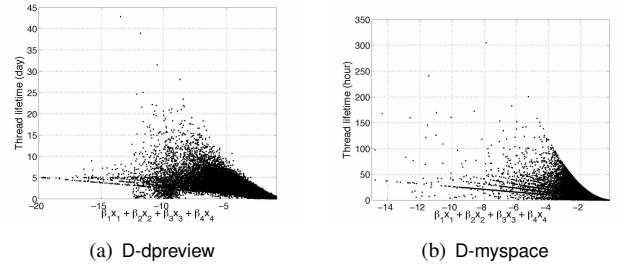 45
40
35
30
25
20
15
10
5
0
Thread lifetime (day)
−20 −15 −10 −5
β1x1 + β2x2 + β3x3 + β4x4
(a) D-dpreview
350
300
250
200
150
100
50
0
Thread lifetime (hour)
−14 −12 −10 −8 −6 −4 −2
β1x1 + β2x2 + β3x3 + β4x4
(b) D-myspace